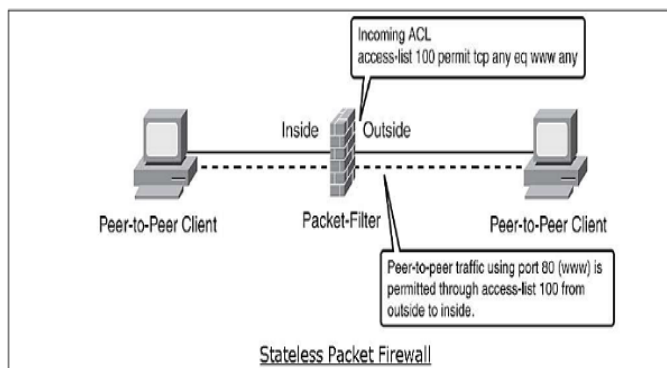 Incoming ACL
access-list 100 permit tcp any eq www any
Inside
Outside
Peer-to-Peer Client
Packet-Filter
Peer-to-Peer Client
Peer-to-peer traffic using port 80 (www) is
permitted through access-list 100 from
outside to inside.
Stateless Packet Firewall